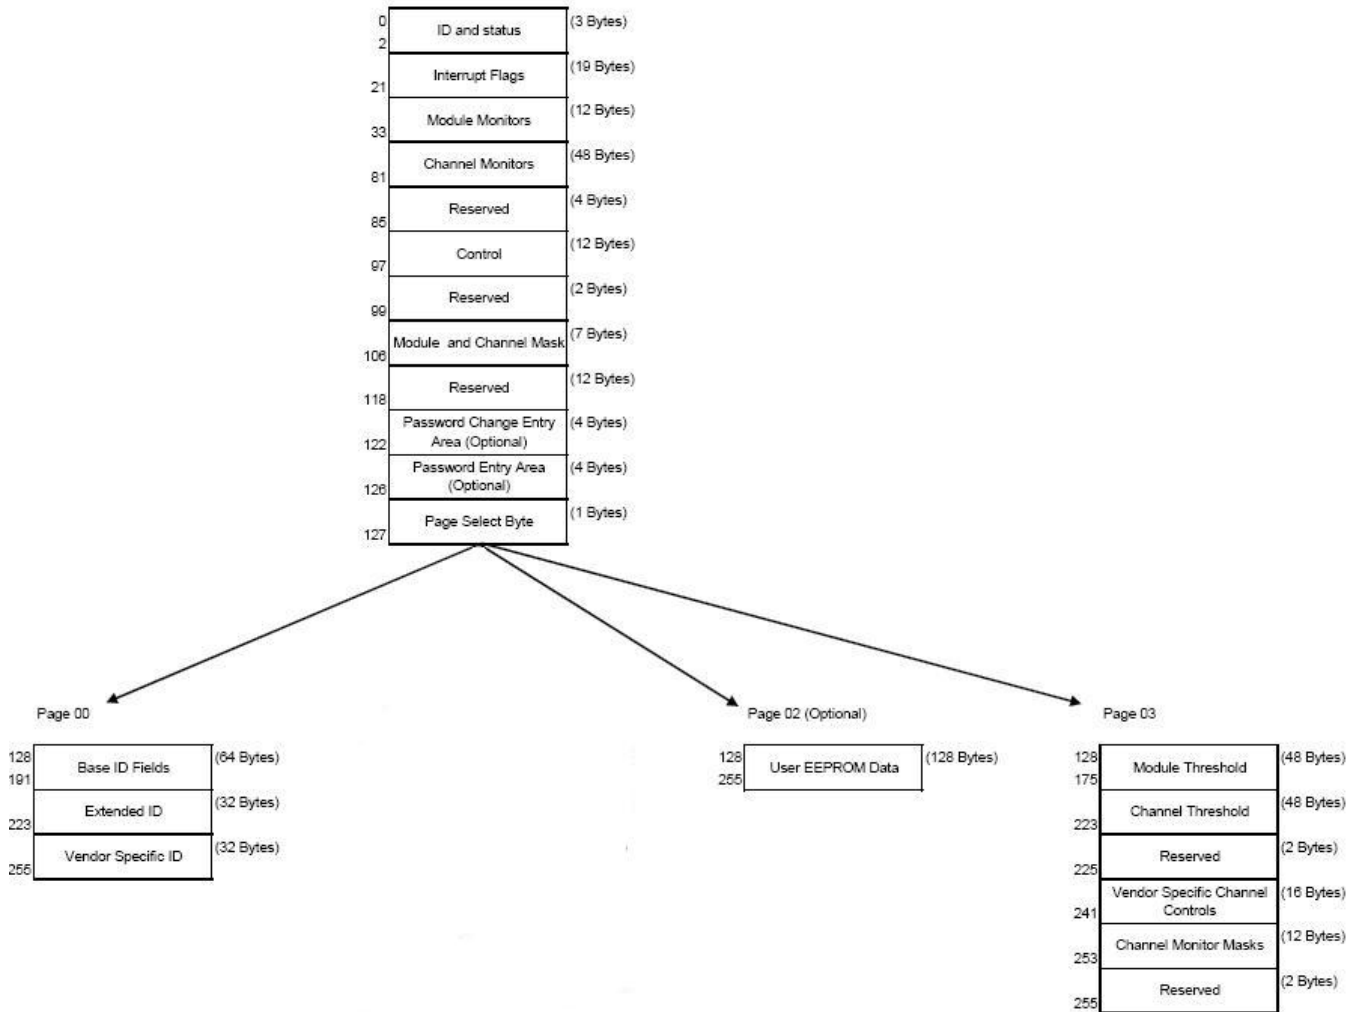 0 ID and status (3 Bytes)
2
Interrupt Flags (19 Bytes)
21
Module Monitors (12 Bytes)
33
Channel Monitors (48 Bytes)
81
Reserved (4 Bytes)
85
Control (12 Bytes)
97
Reserved (2 Bytes)
99
Module and Channel Mask (7 Bytes)
106
Reserved (12 Bytes)
118
Password Change Entry (4 Bytes)
Area (Optional)
122
Password Entry Area (4 Bytes)
(Optional)
126
Page Select Byte (1 Bytes)
127
Page 00
128 Base ID Fields (64 Bytes)
191
Extended ID (32 Bytes)
223
Vendor Specific ID (32 Bytes)
255
Page 02 (Optional)
128 User EEPROM Data (128 Bytes)
255
Page 03
128 Module Threshold (48 Bytes)
175
Channel Threshold (48 Bytes)
223
Reserved (2 Bytes)
225
Vendor Specific Channel (16 Bytes)
Controls
241
Channel Monitor Masks (12 Bytes)
253
Reserved (2 Bytes)
255